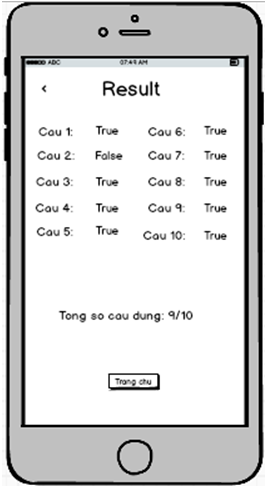 ABC 07:49 AM
< Result
Cau 1: True Cau 6: True
Cau 2: False Cau 7: True
Cau 3: True Cau 8: True
Cau 4: True Cau 9: True
Cau 5: True Cau 10: True
Tong so cau dung: 9/10
Trang chu